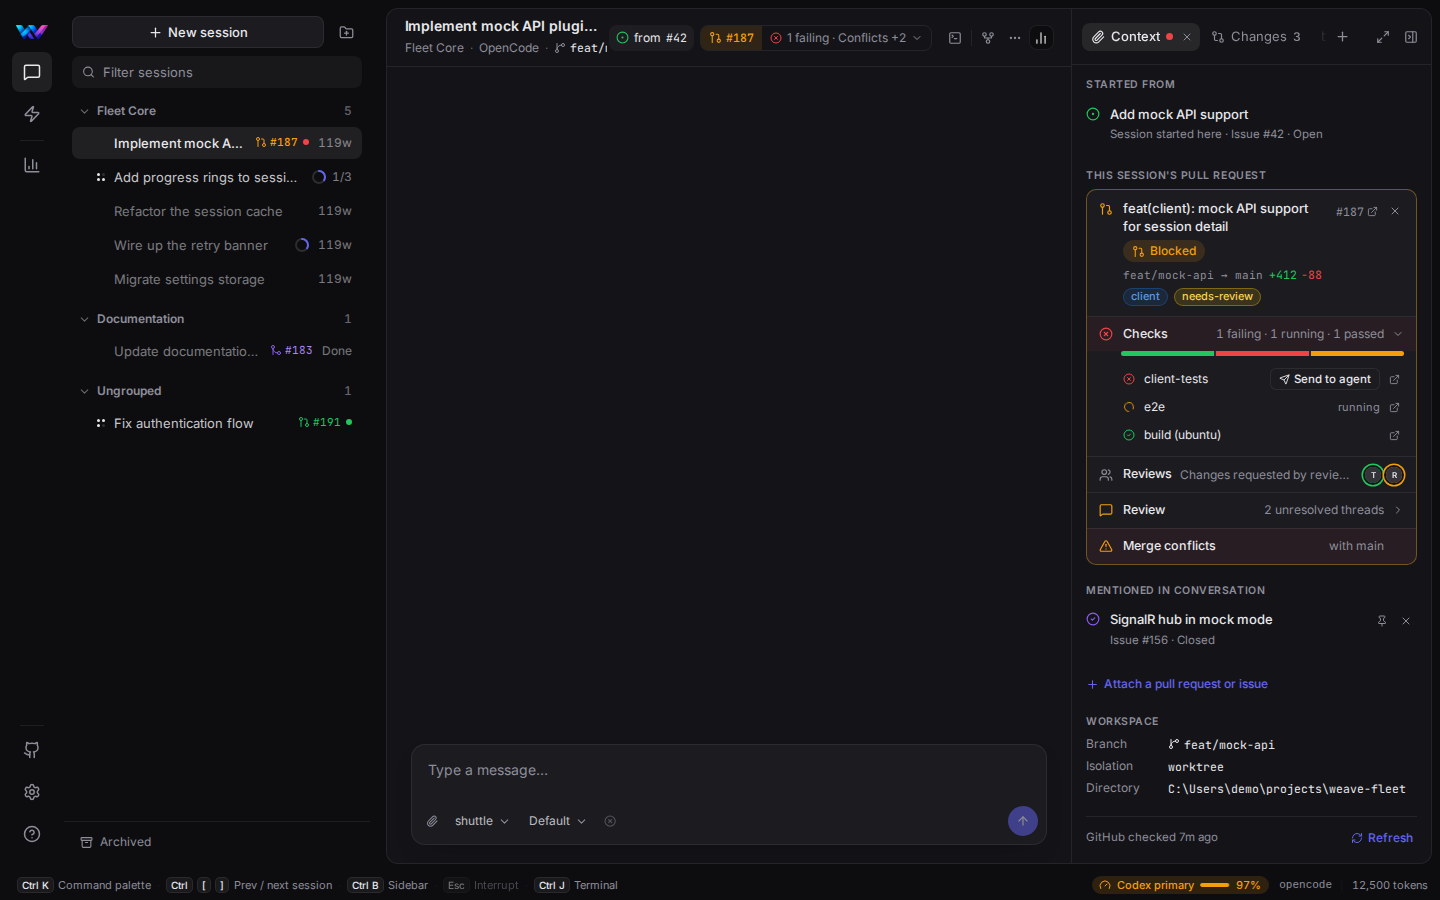 New session
Filter sessions
Fleet Core 5
Implement mock A... #187 119w
Add progress rings to sessi... 1/3
Refactor the session cache 119w
Wire up the retry banner 119w
Migrate settings storage 119w
Documentation 1
Update documentatio... #183 Done
Ungrouped 1
Fix authentication flow #191
Archived
Implement mock API plugi...
Fleet Core · OpenCode · feat/
from #42 #187 1 failing · Conflicts +2
Type a message...
shuttle Default
Context Changes 3
STARTED FROM
Add mock API support
Session started here · Issue #42 · Open
THIS SESSION'S PULL REQUEST
feat(client): mock API support #187
for session detail
Blocked
feat/mock-api → main +412 -88
client needs-review
Checks 1 failing · 1 running · 1 passed
client-tests Send to agent
e2e running
build (ubuntu)
Reviews Changes requested by revie... T R
Review 2 unresolved threads
Merge conflicts with main
MENTIONED IN CONVERSATION
SignalR hub in mock mode
Issue #156 · Closed
Attach a pull request or issue
WORKSPACE
Branch feat/mock-api
Isolation worktree
Directory C:\Users\demo\projects\weave-fleet
GitHub checked 7m ago Refresh
Ctrl K Command palette Ctrl [ ] Prev / next session Ctrl B Sidebar Esc Interrupt Ctrl J Terminal
Codex primary 97% opencode 12,500 tokens